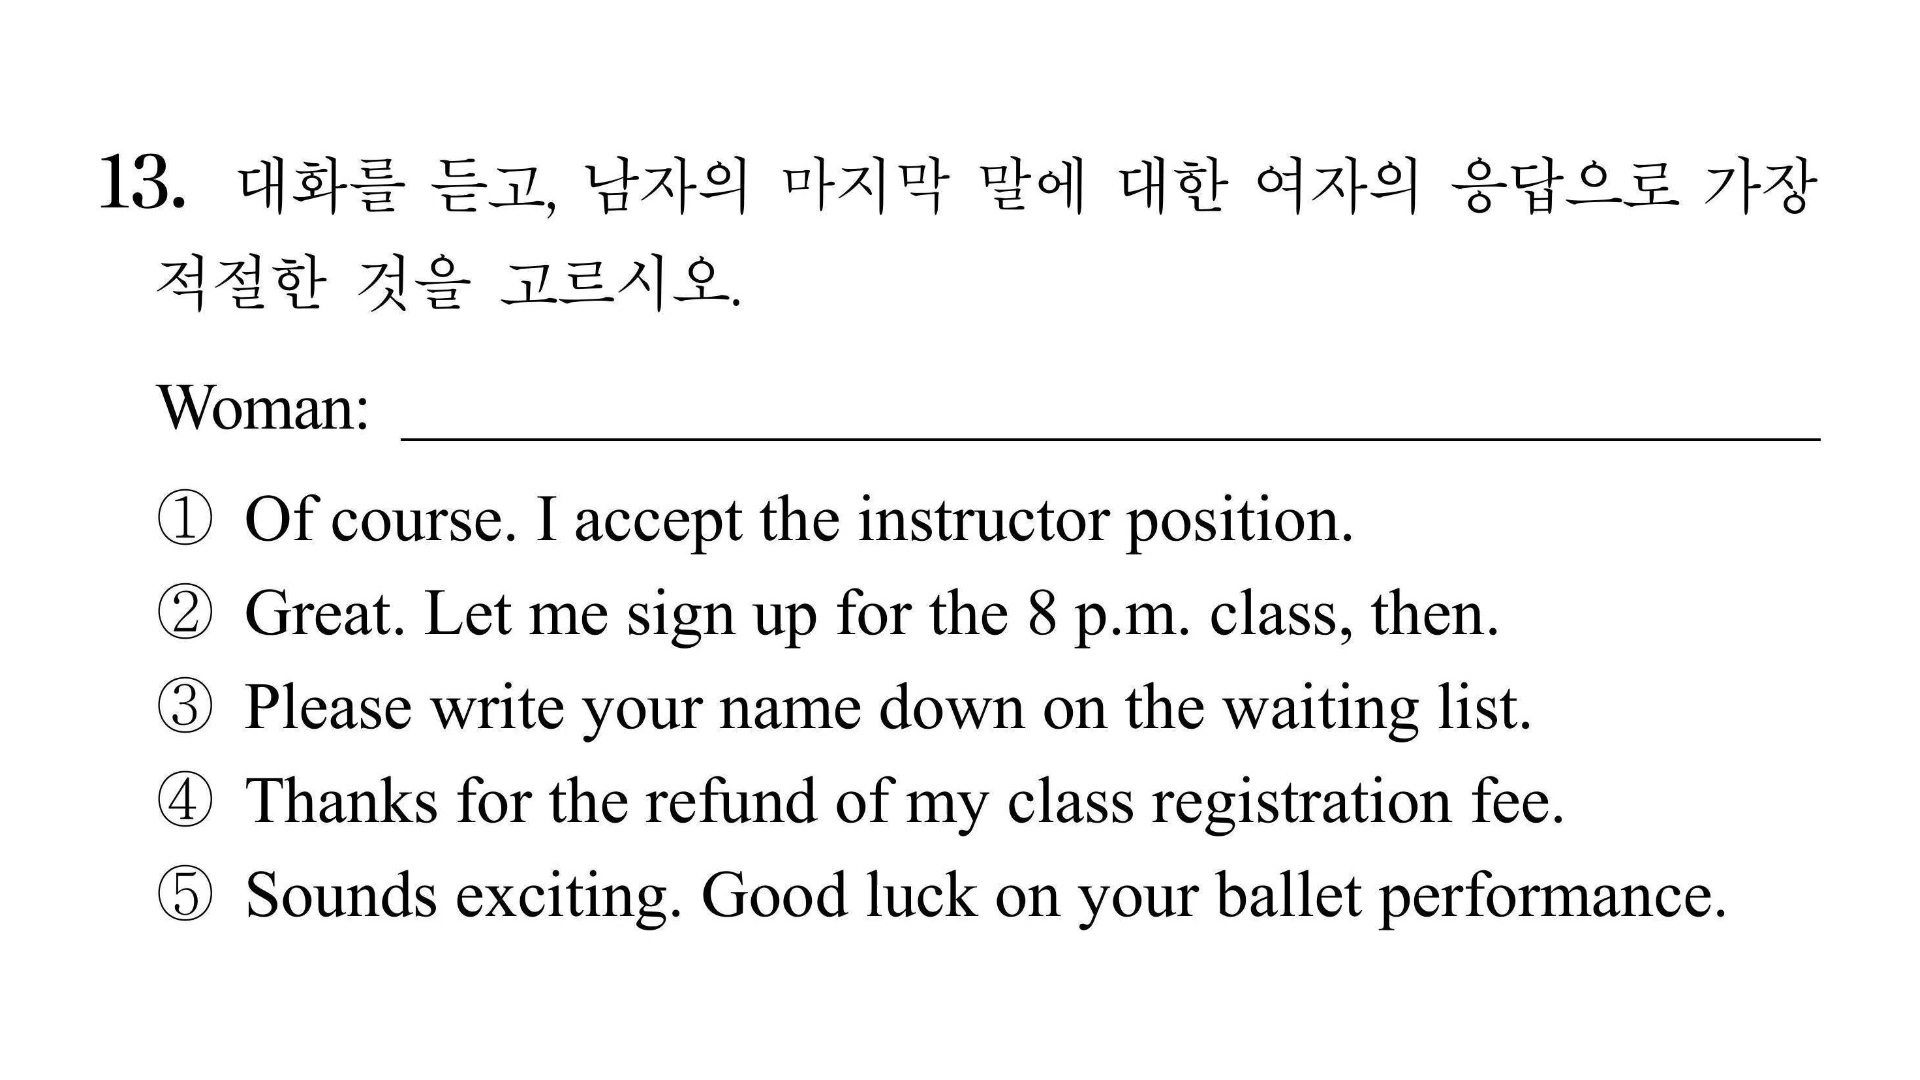 13. 대화를 듣고, 남자의 마지막 말에 대한 여자의 응답으로 가장
적절한 것을 고르시오.
Woman:
① Of course. I accept the instructor position.
② Great. Let me sign up for the 8 p.m. class, then.
③ Please write your name down on the waiting list.
④ Thanks for the refund of my class registration fee.
⑤ Sounds exciting. Good luck on your ballet performance.